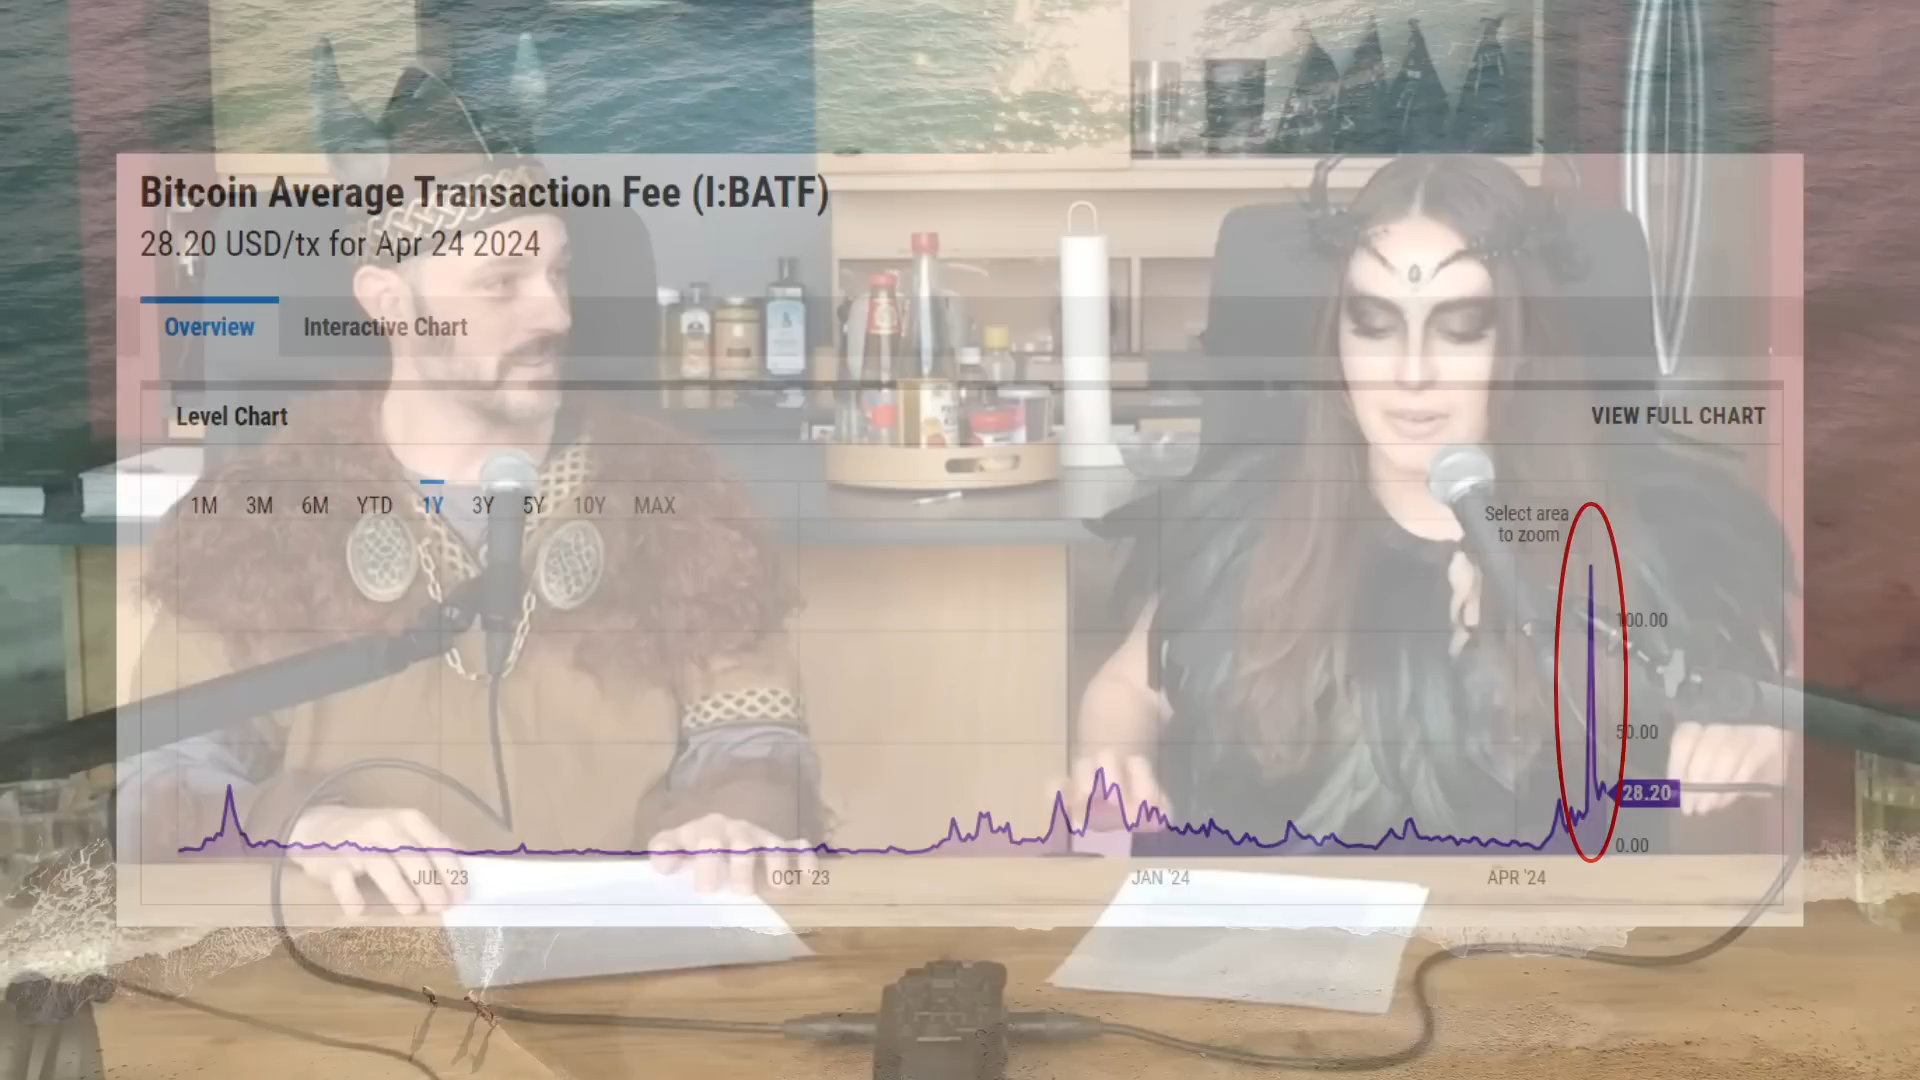 Bitcoin Average Transaction Fee (I:BATF)
28.20 USD/tx for Apr 24 2024
Overview Interactive Chart
Level Chart VIEW FULL CHART
1M 3M 6M YTD 1Y 3Y 5Y 10Y MAX
Select area
to zoom
100.00
50.00
28.20
0.00
JUL '23 OCT '23 JAN '24 APR '24